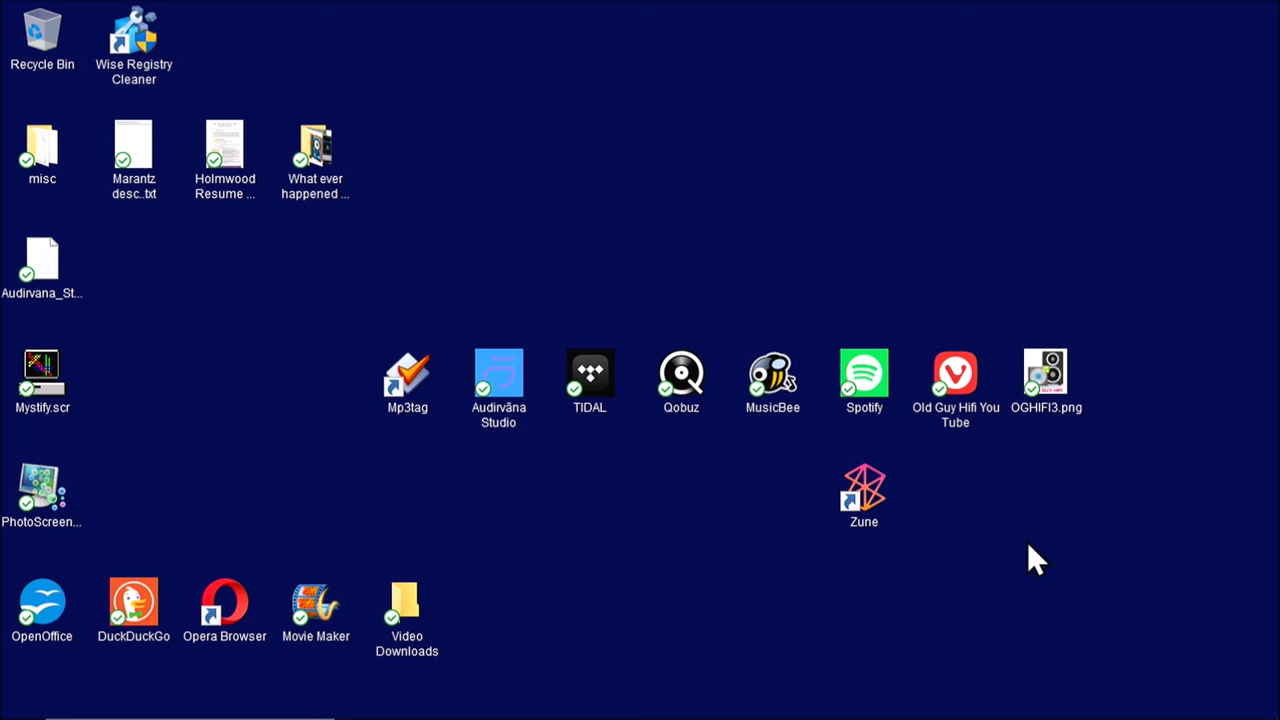 Recycle Bin
Wise Registry
Cleaner
misc
Marantz
desc..txt
Holmwood
Resume ...
What ever
happened ...
Audirvana_St...
Mystify.scr
Mp3tag
Audirvāna
Studio
TIDAL
Qobuz
MusicBee
Spotify
Old Guy Hifi You
Tube
OGHIFI3.png
PhotoScreen...
Zune
OpenOffice
DuckDuckGo
Opera Browser
Movie Maker
Video
Downloads